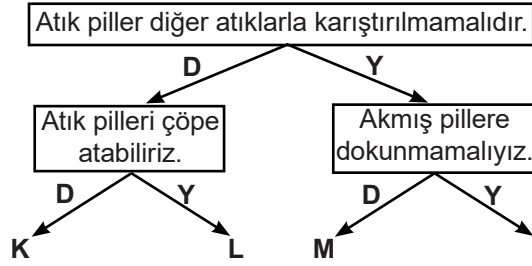 Atık piller diğer atıklarla karıştırılmamalıdır.
D
Y
Atık pilleri çöpe
atabiliriz.
Akmış pillere
dokunmamalıyız.
D
Y
D
Y
K
L
M